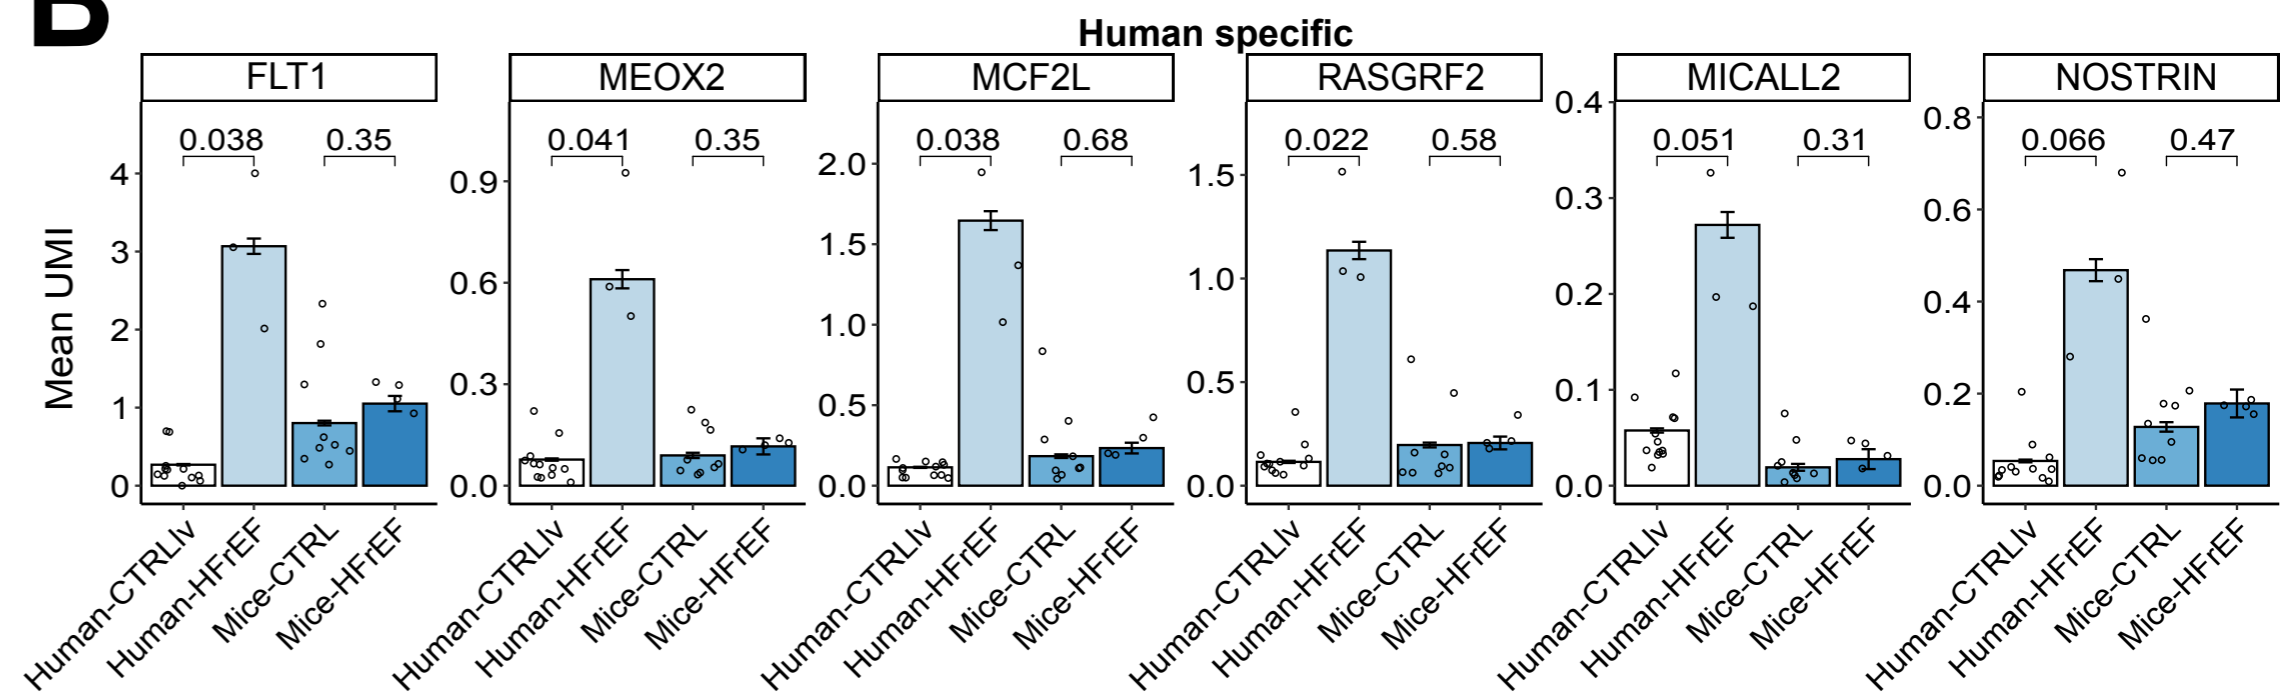 B
Human specific
FLT1 MEOX2 MCF2L RASGRF2 MICALL2 NOSTRIN
Mean UMI
0.038 0.35
4
3
2
1
0
Human-CTRLlv
Human-HFrEF
Mice-CTRL
Mice-HFrEF
0.041 0.35
0.9
0.6
0.3
0.0
Human-CTRLlv
Human-HFrEF
Mice-CTRL
Mice-HFrEF
0.038 0.68
2.0
1.5
1.0
0.5
0.0
Human-CTRLlv
Human-HFrEF
Mice-CTRL
Mice-HFrEF
0.022 0.58
1.5
1.0
0.5
0.0
Human-CTRLlv
Human-HFrEF
Mice-CTRL
Mice-HFrEF
0.051 0.31
0.4
0.3
0.2
0.1
0.0
Human-CTRLlv
Human-HFrEF
Mice-CTRL
Mice-HFrEF
0.066 0.47
0.8
0.6
0.4
0.2
0.0
Human-CTRLlv
Human-HFrEF
Mice-CTRL
Mice-HFrEF